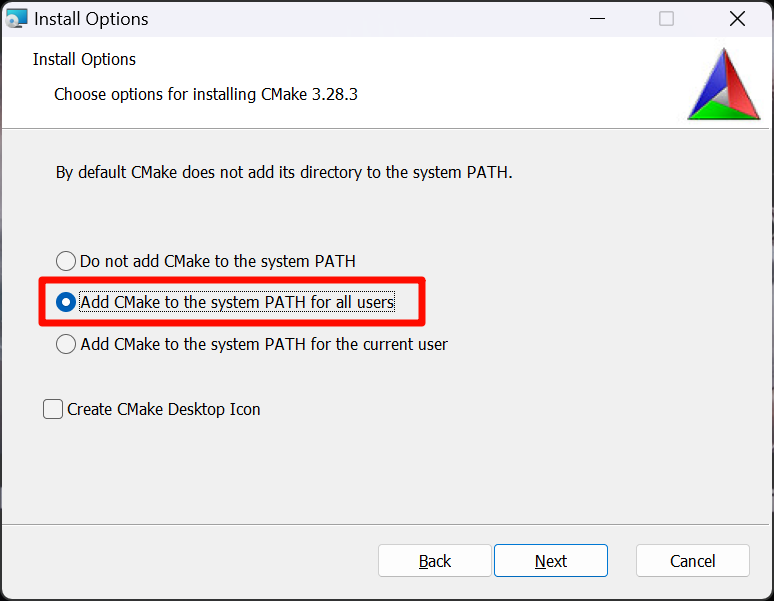 Install Options
Install Options
Choose options for installing CMake 3.28.3
By default CMake does not add its directory to the system PATH.
Do not add CMake to the system PATH
Add CMake to the system PATH for all users
Add CMake to the system PATH for the current user
Create CMake Desktop Icon
Back
Next
Cancel